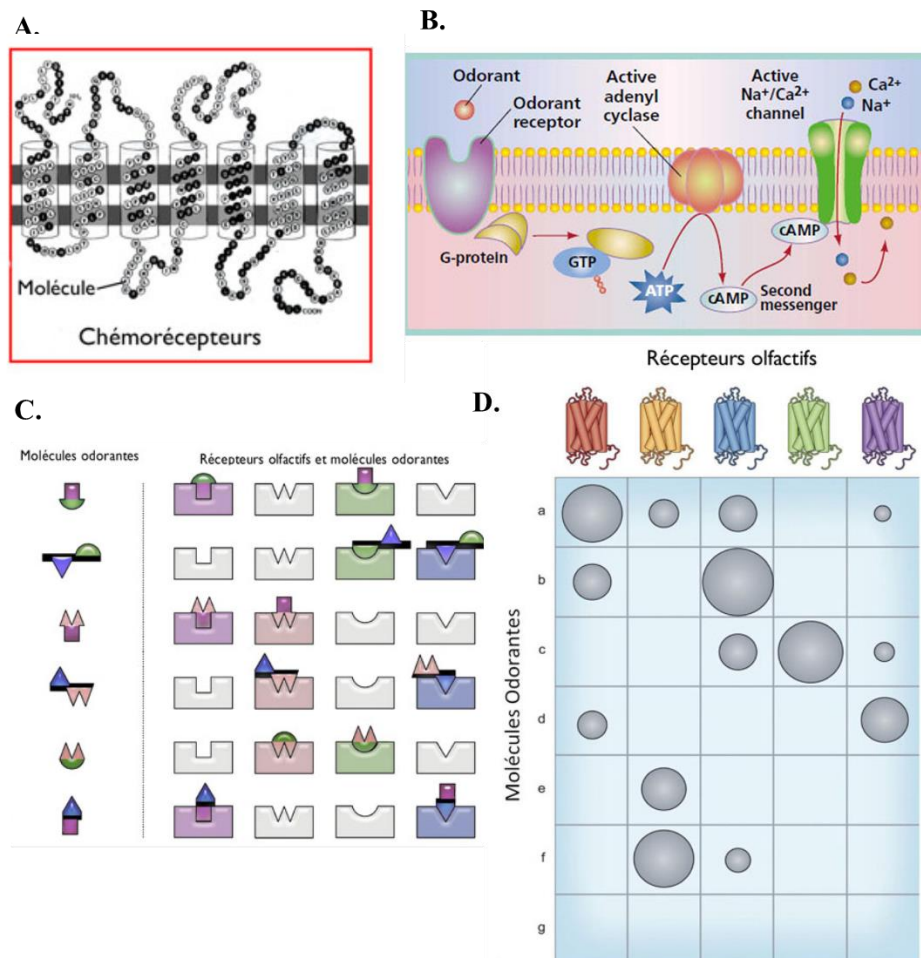 A.
Molécule
COOH
Chémorécepteurs
B.
Odorant
Odorant
receptor
Active
adenyl
cyclase
Active
Na⁺/Ca²⁺
channel
Ca²⁺
Na⁺
G-protein
GTP
ATP
cAMP
cAMP
Second
messenger
C.
Molécules odorantes
Récepteurs olfactifs et molécules odorantes
D.
Récepteurs olfactifs
Molécules Odorantes
a
b
c
d
e
f
g